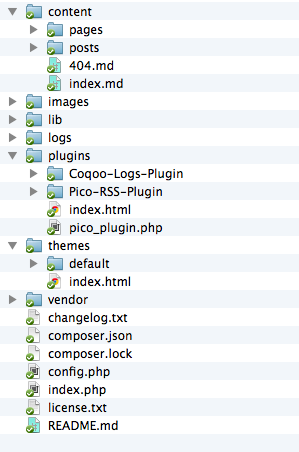 content
pages
posts
404.md
index.md
images
lib
logs
plugins
Coqoo-Logs-Plugin
Pico-RSS-Plugin
index.html
pico_plugin.php
themes
default
index.html
vendor
changelog.txt
composer.json
composer.lock
config.php
index.php
license.txt
README.md